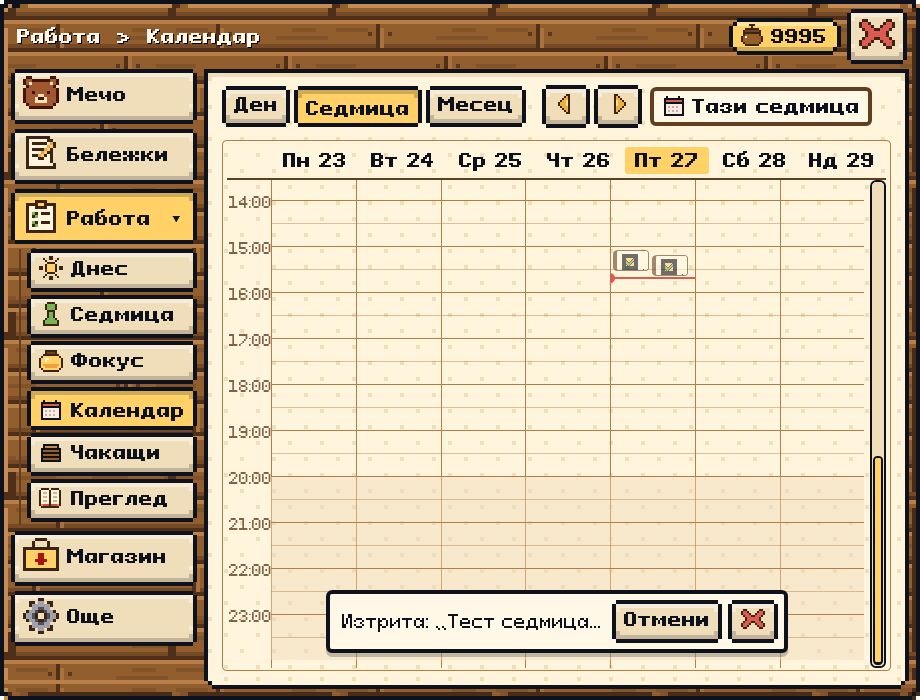 Работа > Календар
9995
Мечо
Бележки
Работа
Днес
Седмица
Фокус
Календар
Чакащи
Преглед
Магазин
Още
Ден Седмица Месец Тази седмица
Пн 23 Вт 24 Ср 25 Чт 26 Пт 27 Сб 28 Нд 29
14:00
15:00
16:00
17:00
18:00
19:00
20:00
21:00
22:00
23:00
Изтрита: „Тест седмица... Отмени